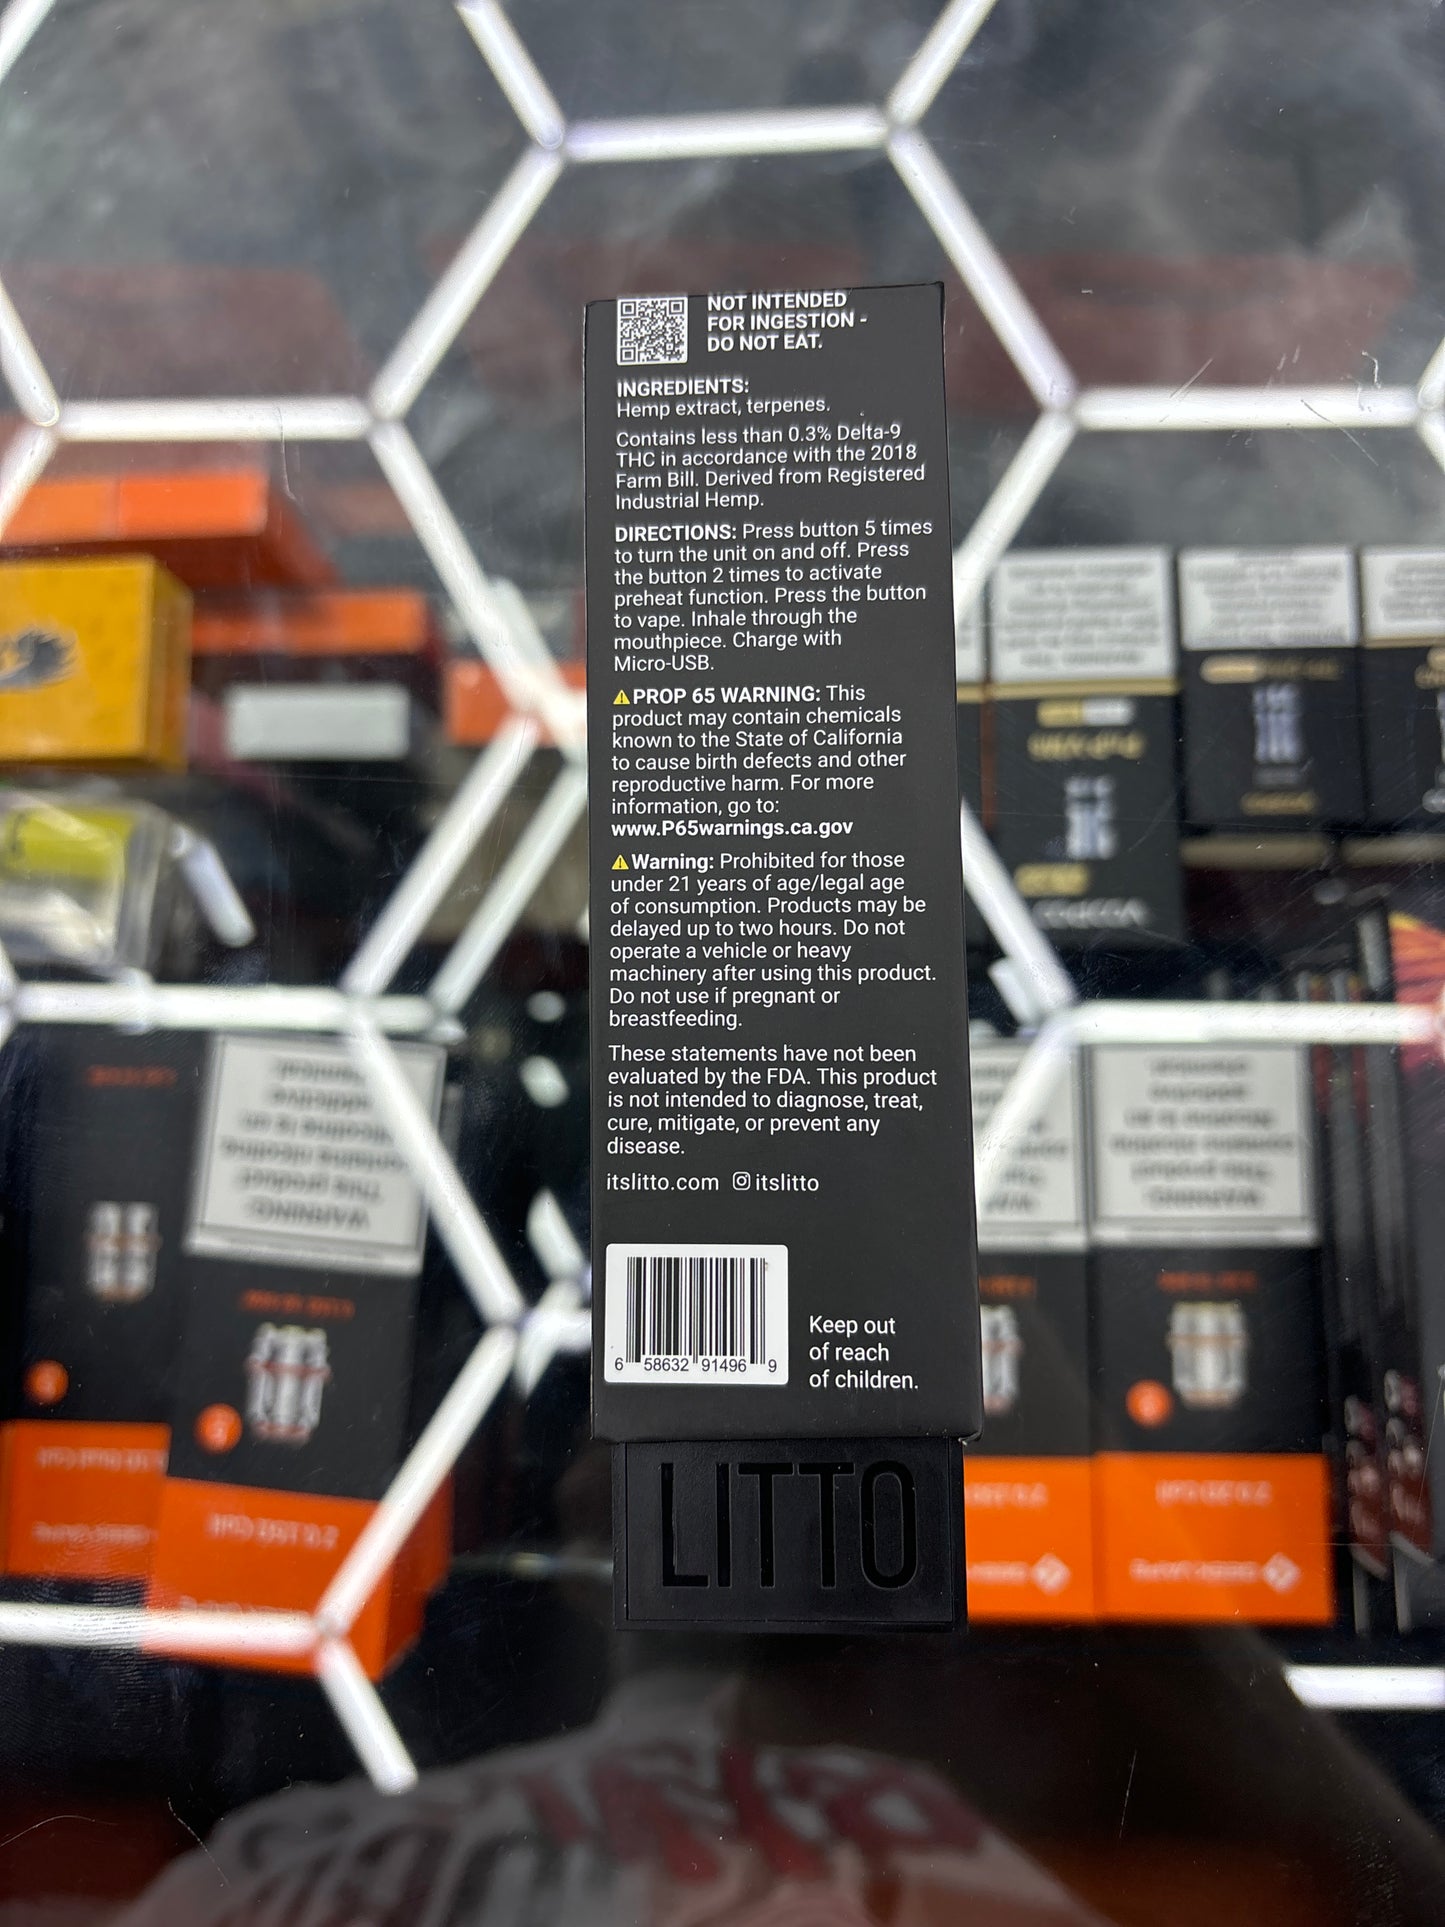 NOT INTENDED
FOR INGESTION -
DO NOT EAT.
INGREDIENTS:
Hemp extract, terpenes.
Contains less than 0.3% Delta-9
THC in accordance with the 2018
Farm Bill. Derived from Registered
Industrial Hemp.
DIRECTIONS: Press button 5 times
to turn the unit on and off. Press
the button 2 times to activate
preheat function. Press the button
to vape. Inhale through the
mouthpiece. Charge with
Micro-USB.
⚠PROP 65 WARNING: This
product may contain chemicals
known to the State of California
to cause birth defects and other
reproductive harm. For more
information, go to:
www.P65warnings.ca.gov
⚠Warning: Prohibited for those
under 21 years of age/legal age
of consumption. Products may be
delayed up to two hours. Do not
operate a vehicle or heavy
machinery after using this product.
Do not use if pregnant or
breastfeeding.
These statements have not been
evaluated by the FDA. This product
is not intended to diagnose, treat,
cure, mitigate, or prevent any
disease.
itslitto.com itslitto
6 58632 91496 9
Keep out
of reach
of children.
LITTO